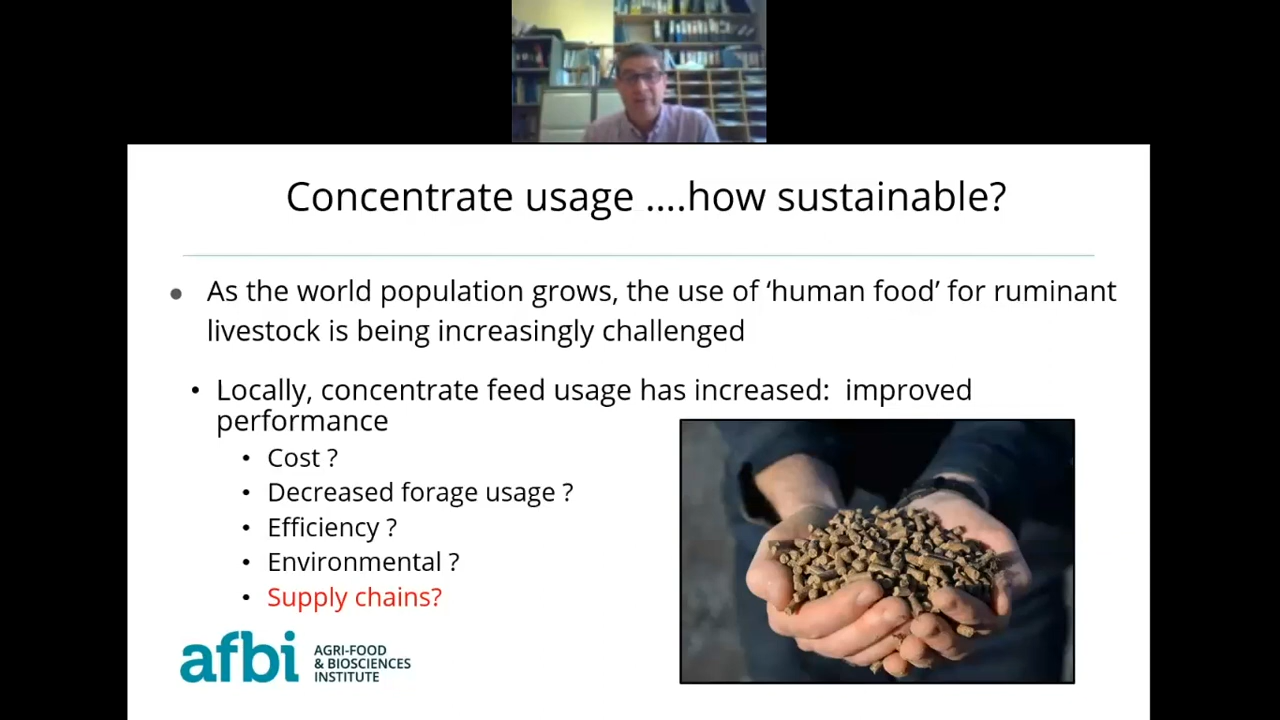 Concentrate usage ....how sustainable?
As the world population grows, the use of ‘human food’ for ruminant
livestock is being increasingly challenged
Locally, concentrate feed usage has increased: improved
performance
Cost ?
Decreased forage usage ?
Efficiency ?
Environmental ?
Supply chains?
afbi
AGRI-FOOD
& BIOSCIENCES
INSTITUTE